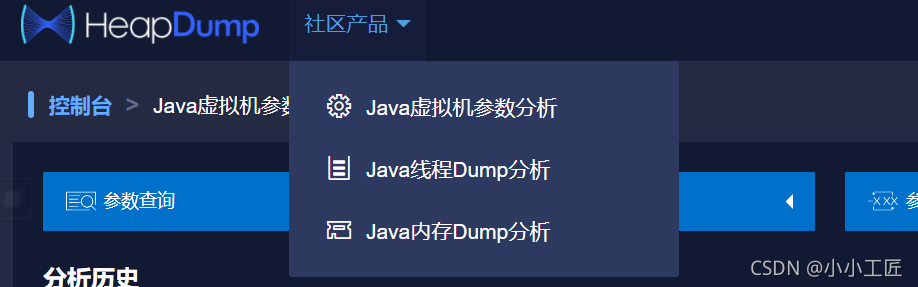 HeapDump 社区产品
控制台 > Java虚拟机参数
Java虚拟机参数分析
Java线程Dump分析
参数查询
Java内存Dump分析
分析历史
CSDN @小小工匠